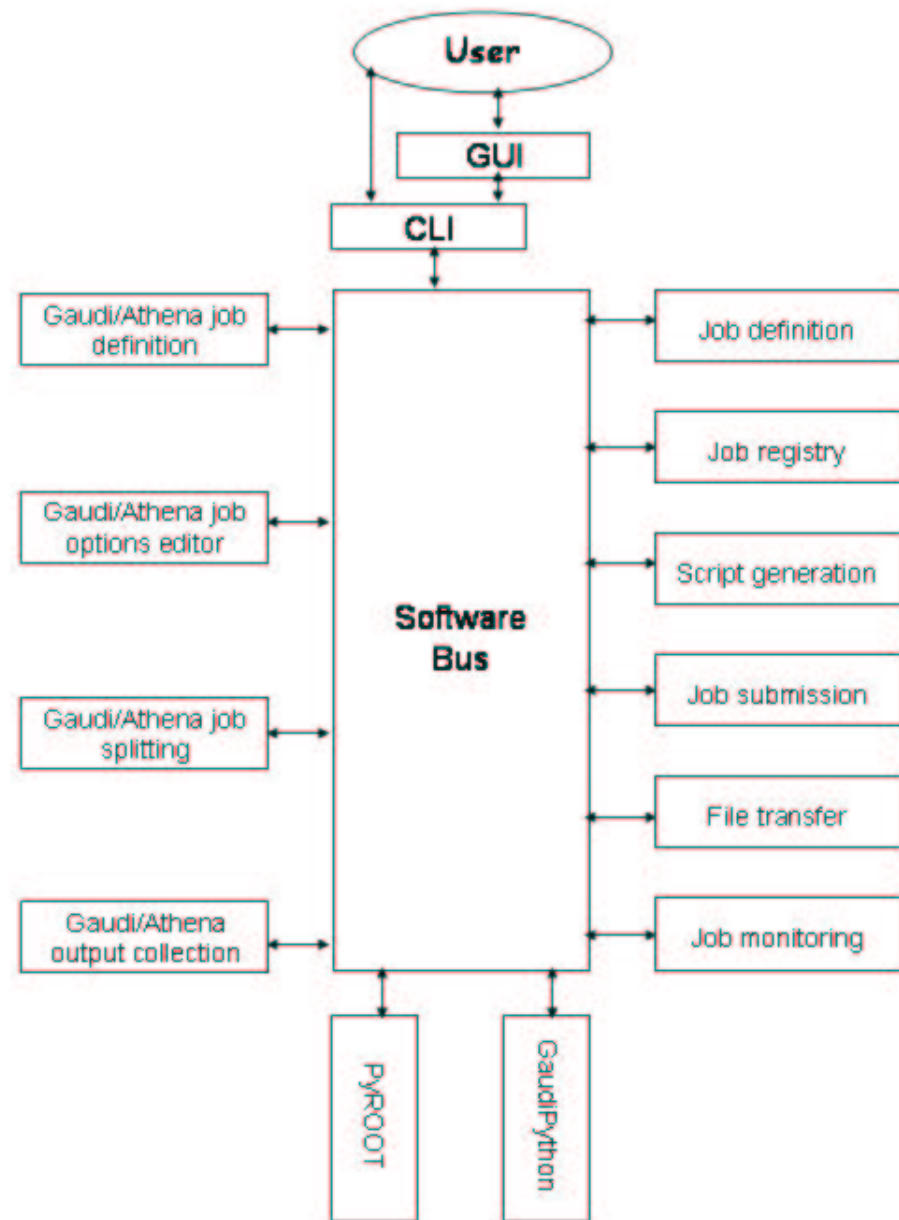 User
GUI
CLI
Gaudi/Athena job
definition
Gaudi/Athena job
options editor
Gaudi/Athena job
splitting
Gaudi/Athena
output collection
Software
Bus
Job definition
Job registry
Script generation
Job submission
File transfer
Job monitoring
PyROOT
GaudiPython